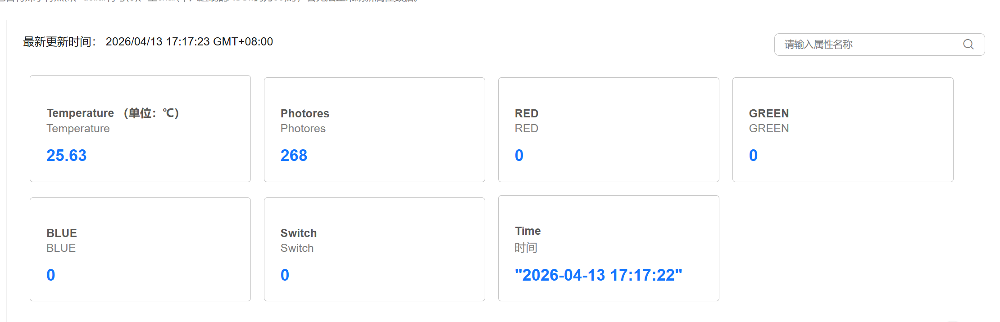 最新更新时间： 2026/04/13 17:17:23 GMT+08:00
请输入属性名称
Temperature （单位：℃）
Temperature
25.63
Photores
Photores
268
RED
RED
0
GREEN
GREEN
0
BLUE
BLUE
0
Switch
Switch
0
Time
时间
"2026-04-13 17:17:22"